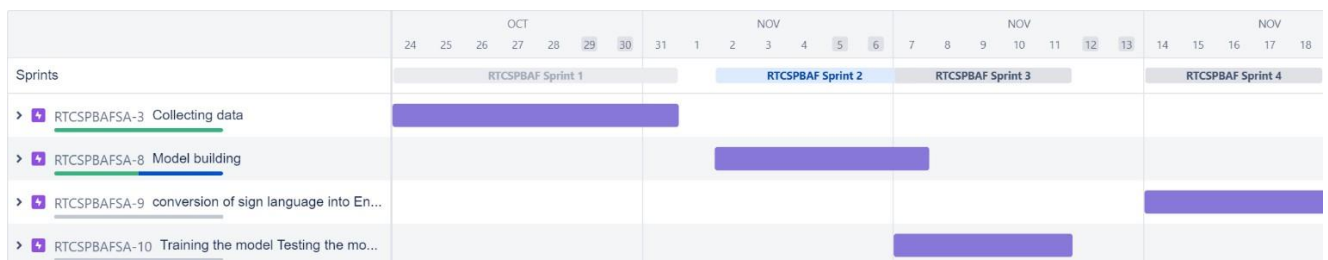 OCT NOV NOV NOV
24 25 26 27 28 29 30 31 1 2 3 4 5 6 7 8 9 10 11 12 13 14 15 16 17 18
Sprints RTCSPBAF Sprint 1 RTCSPBAF Sprint 2 RTCSPBAF Sprint 3 RTCSPBAF Sprint 4
RTCSPBAFSA-3 Collecting data
RTCSPBAFSA-8 Model building
RTCSPBAFSA-9 conversion of sign language into En...
RTCSPBAFSA-10 Training the model Testing the mo...